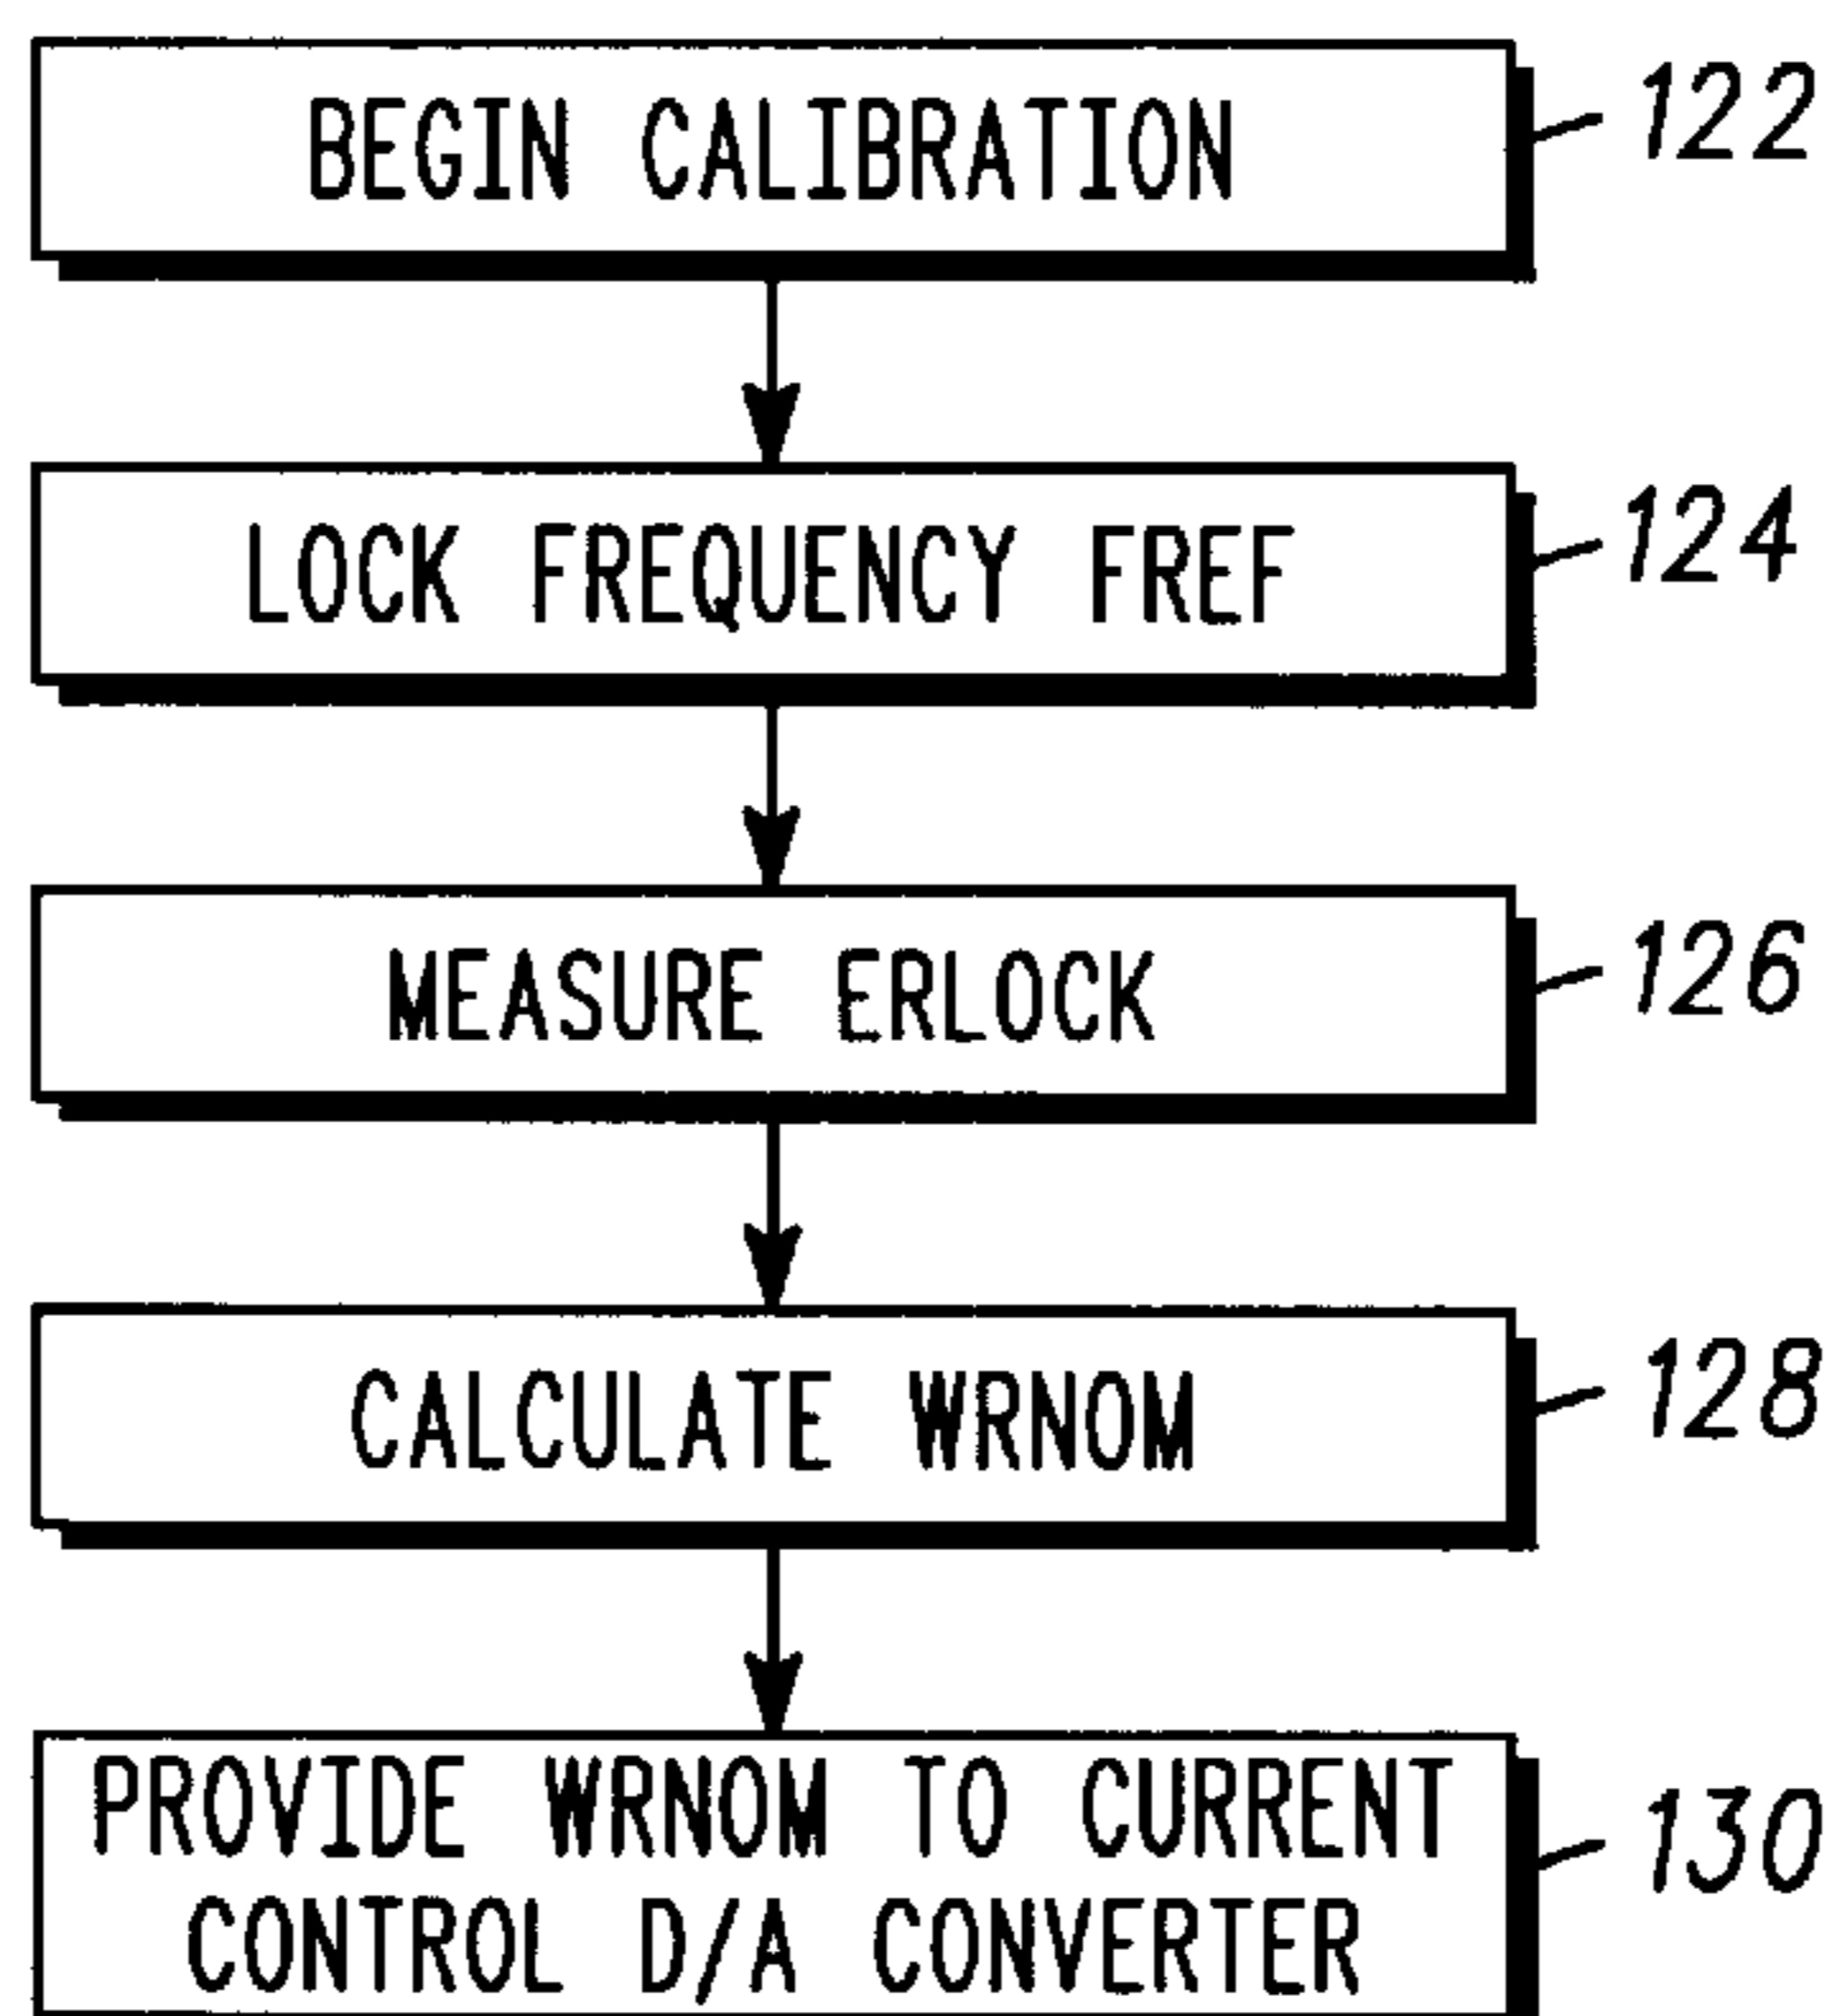 BEGIN CALIBRATION
122
LOCK FREQUENCY FREF
124
MEASURE ERLOCK
126
CALCULATE WRNOM
128
PROVIDE WRNOM TO CURRENT
CONTROL D/A CONVERTER
130